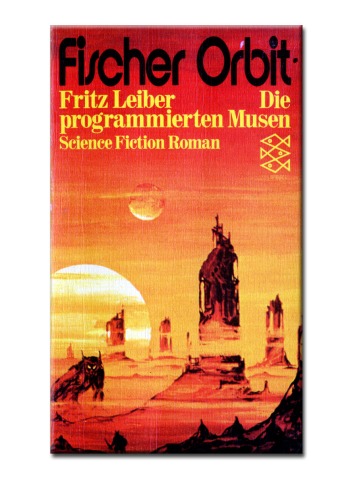 Fischer Orbit
Fritz Leiber Die
programmierten Musen
Science Fiction Roman